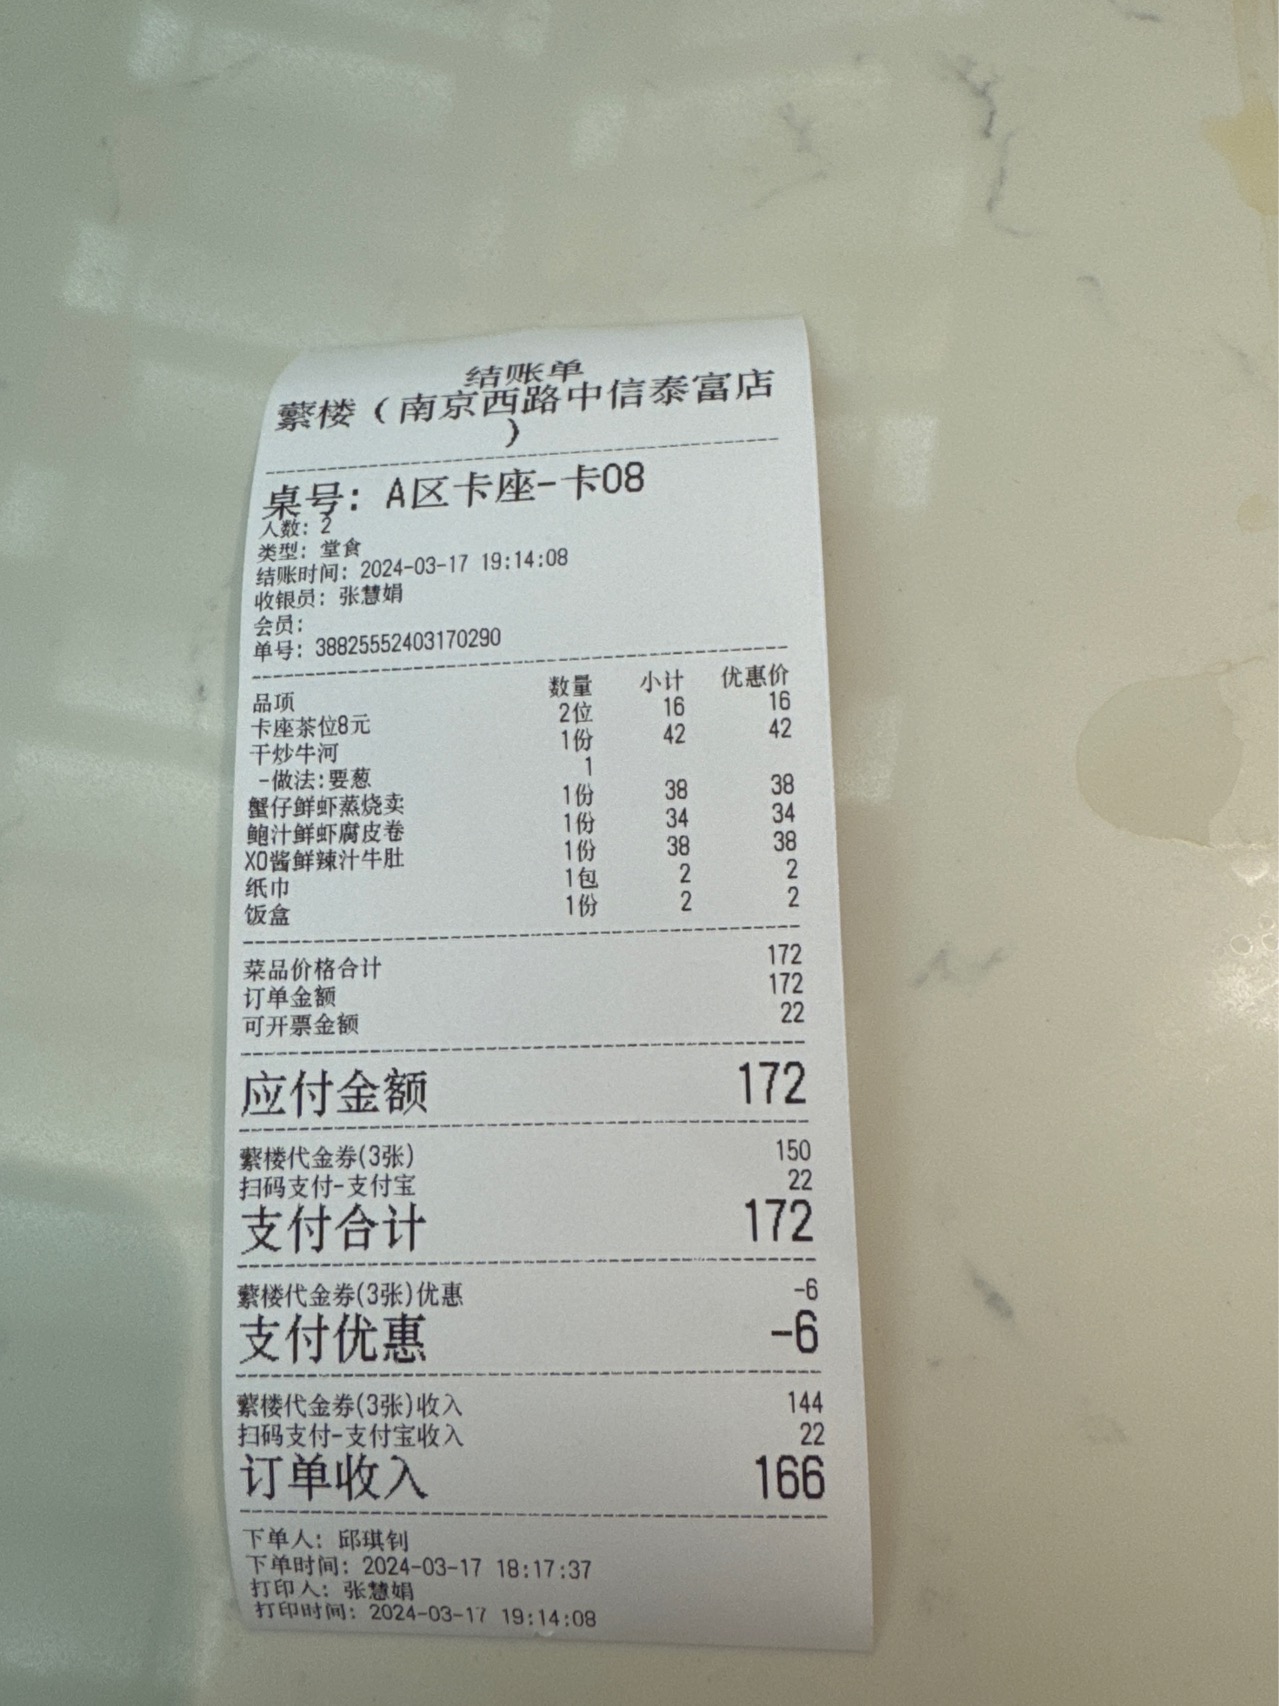 结账单
蘩楼（南京西路中信泰富店
）
桌号：A区卡座-卡08
人数：2
类型：堂食
结账时间：2024-03-17 19:14:08
收银员：张慧娟
会员：
单号：38825552403170290
品项 数量 小计 优惠价
卡座茶位8元 2位 16 16
干炒牛河 1份 42 42
-做法:要葱 1
蟹仔鲜虾蒸烧卖 1份 38 38
鲍汁鲜虾腐皮卷 1份 34 34
XO酱鲜辣汁牛肚 1份 38 38
纸巾 1包 2 2
饭盒 1份 2 2
菜品价格合计 172
订单金额 172
可开票金额 22
应付金额 172
蘩楼代金券(3张) 150
扫码支付-支付宝 22
支付合计 172
蘩楼代金券(3张)优惠 -6
支付优惠 -6
蘩楼代金券(3张)收入 144
扫码支付-支付宝收入 22
订单收入 166
下单人：邱琪钊
下单时间：2024-03-17 18:17:37
打印人：张慧娟
打印时间：2024-03-17 19:14:08